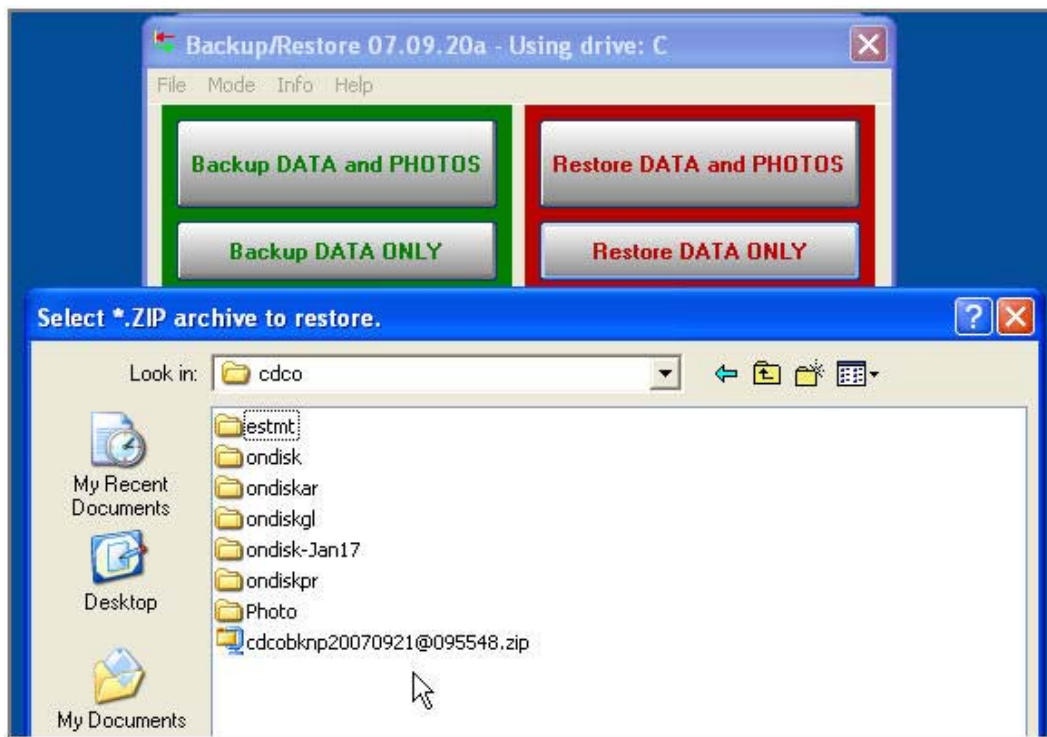 Backup/Restore 07.09.20a - Using drive: C
File Mode Info Help
Backup DATA and PHOTOS
Restore DATA and PHOTOS
Backup DATA ONLY
Restore DATA ONLY
Select *.ZIP archive to restore.
Look in: cdco
My Recent Documents
Desktop
My Documents
estmt
ondisk
ondiskar
ondiskgl
ondisk-Jan17
ondiskpr
Photo
cdcobknp20070921@095548.zip